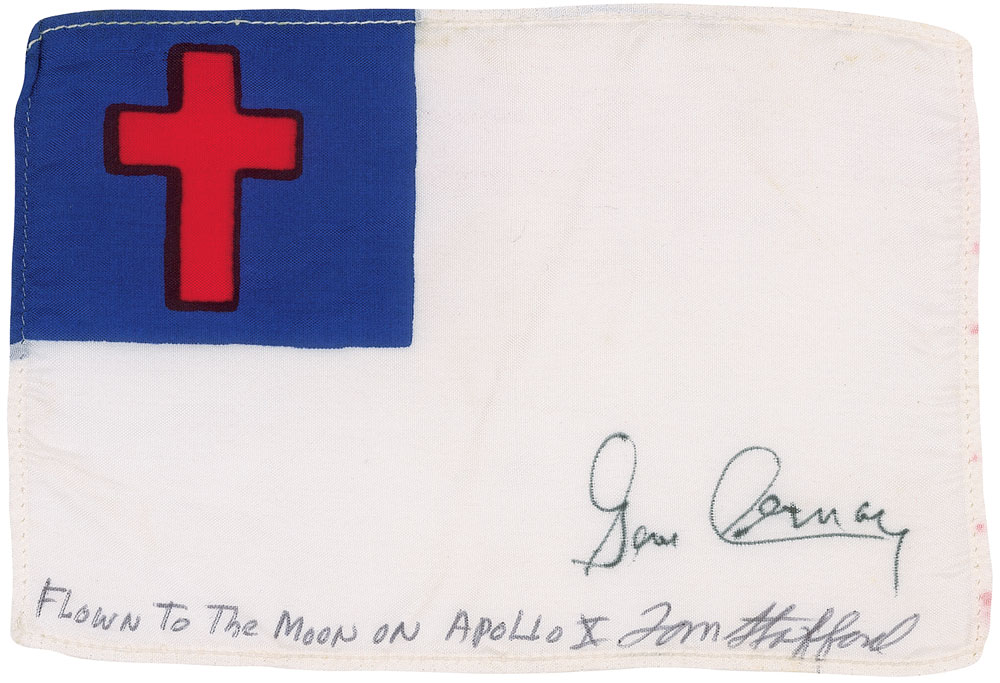 Gene Cernan
Flown To The Moon on Apollo X Tom Stafford